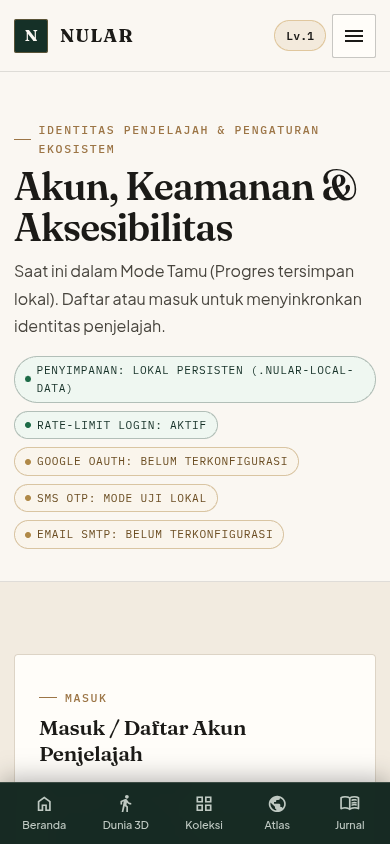 N NULAR Lv.1
IDENTITAS PENJELAJAH & PENGATURAN
EKOSISTEM
Akun, Keamanan &
Aksesibilitas
Saat ini dalam Mode Tamu (Progres tersimpan
lokal). Daftar atau masuk untuk menyinkronkan
identitas penjelajah.
PENYIMPANAN: LOKAL PERSISTEN (.NULAR-LOCAL-
DATA)
RATE-LIMIT LOGIN: AKTIF
GOOGLE OAUTH: BELUM TERKONFIGURASI
SMS OTP: MODE UJI LOKAL
EMAIL SMTP: BELUM TERKONFIGURASI
MASUK
Masuk / Daftar Akun
Penjelajah
Beranda Dunia 3D Koleksi Atlas Jurnal